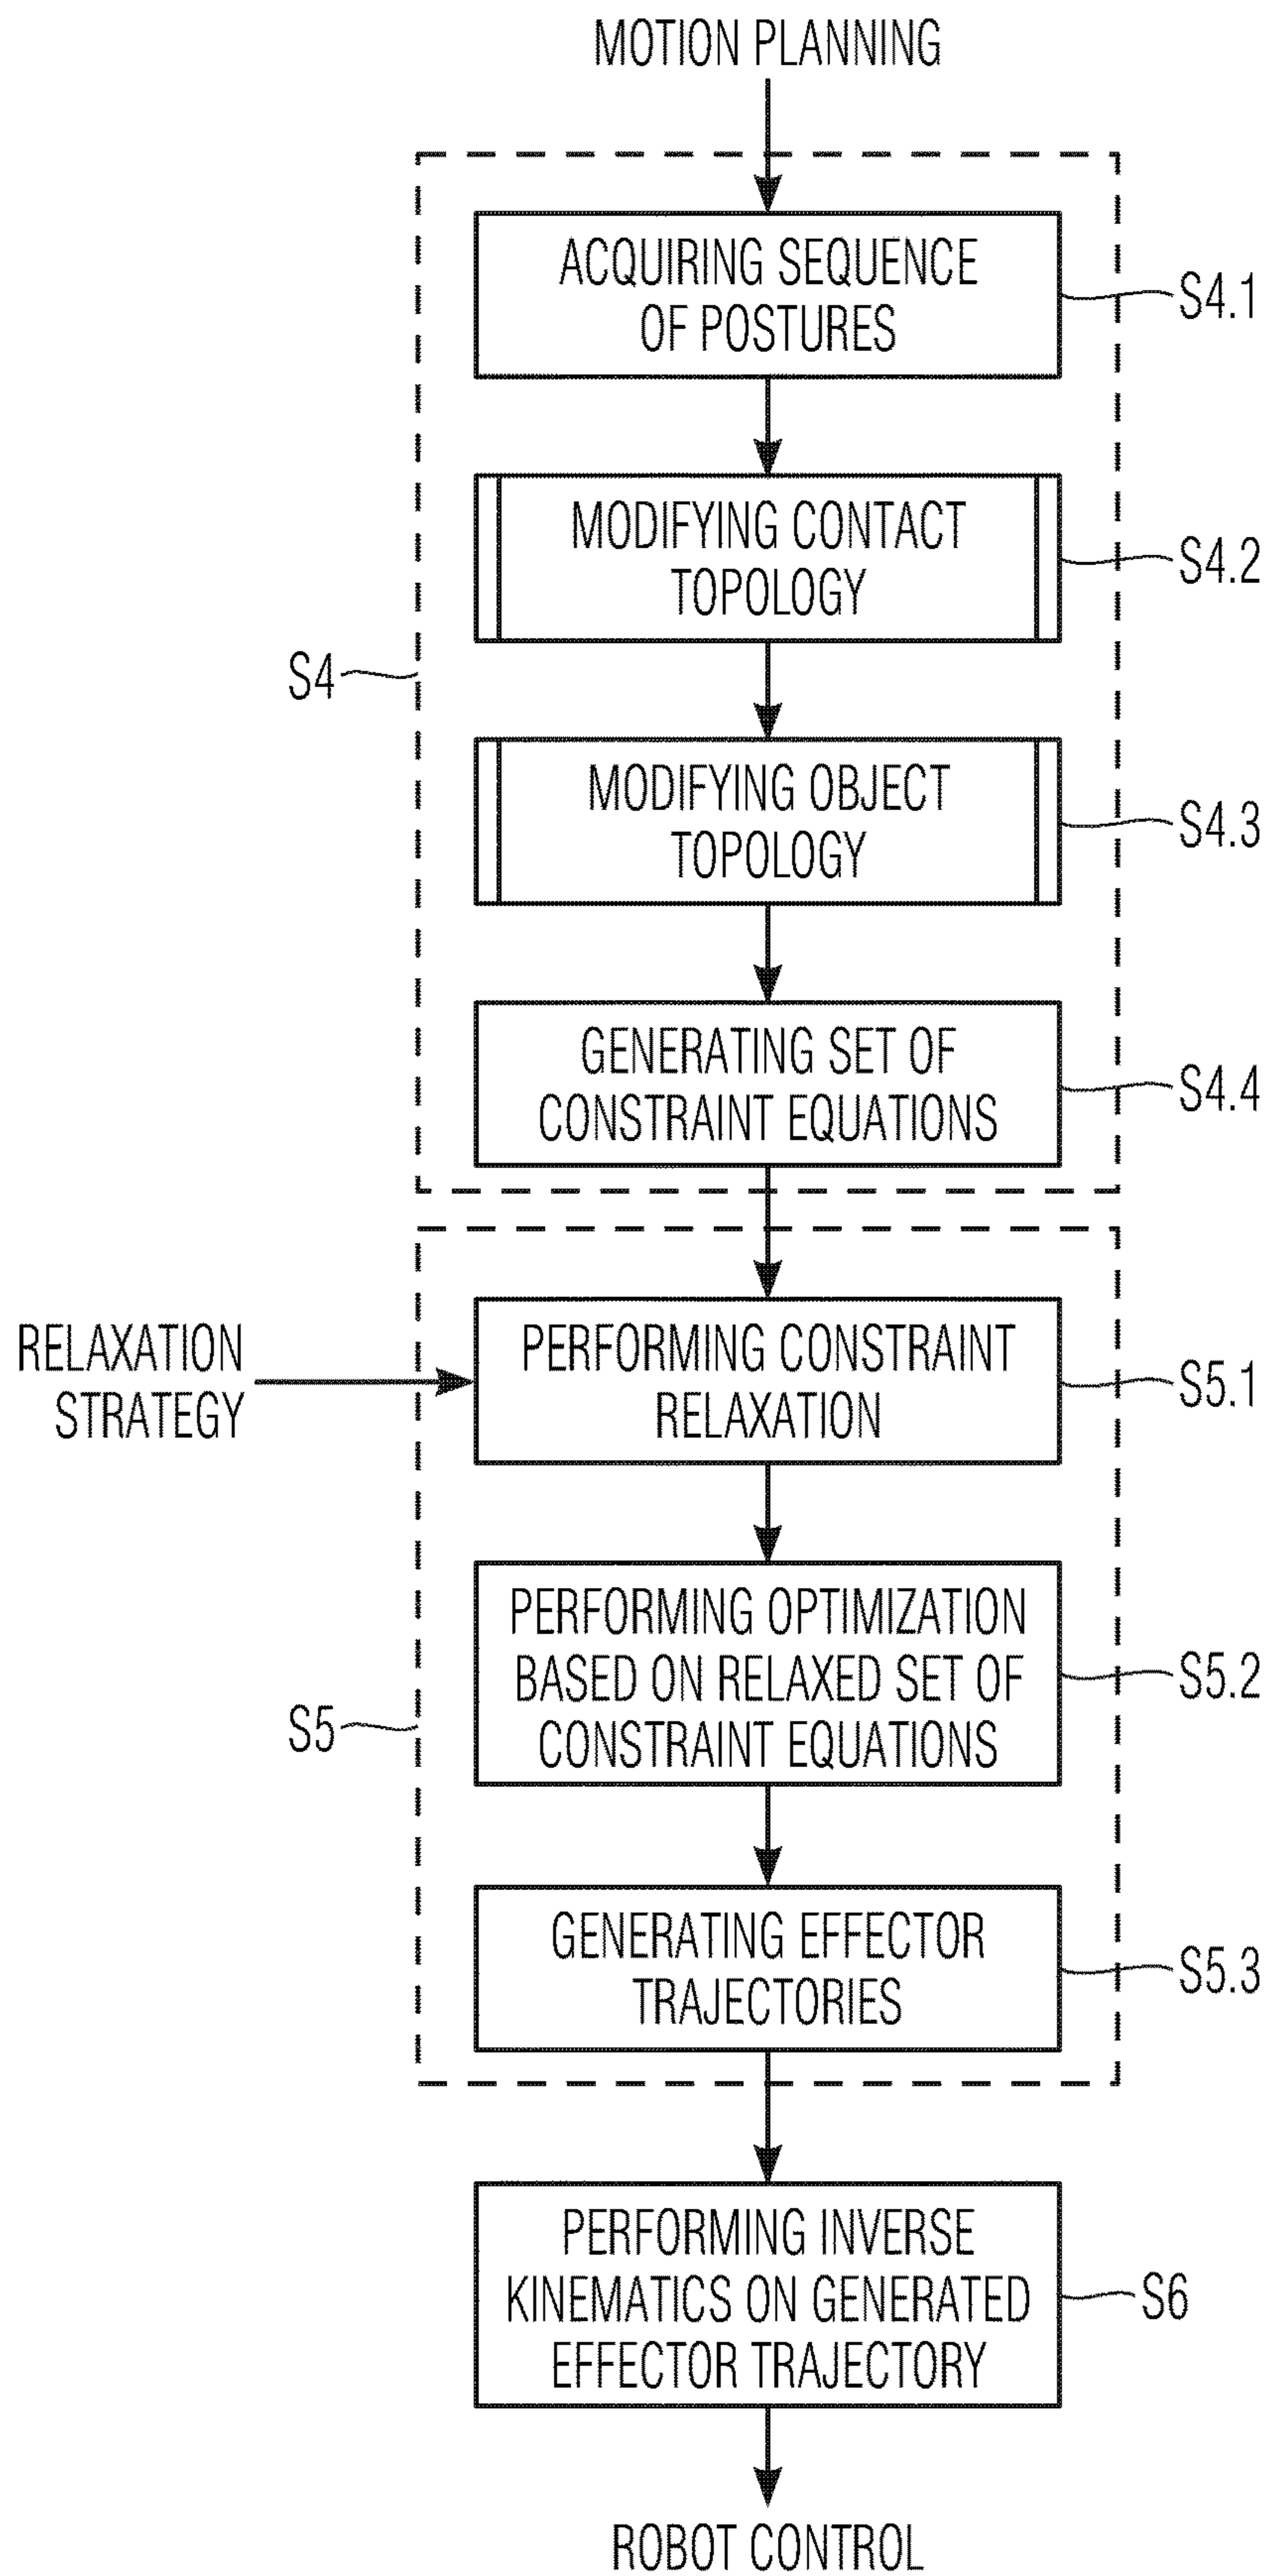 MOTION PLANNING
ACQUIRING SEQUENCE
OF POSTURES
S4.1
MODIFYING CONTACT
TOPOLOGY
S4.2
S4
MODIFYING OBJECT
TOPOLOGY
S4.3
GENERATING SET OF
CONSTRAINT EQUATIONS
S4.4
RELAXATION
STRATEGY
PERFORMING CONSTRAINT
RELAXATION
S5.1
PERFORMING OPTIMIZATION
BASED ON RELAXED SET OF
CONSTRAINT EQUATIONS
S5.2
S5
GENERATING EFFECTOR
TRAJECTORIES
S5.3
PERFORMING INVERSE
KINEMATICS ON GENERATED
EFFECTOR TRAJECTORY
S6
ROBOT CONTROL